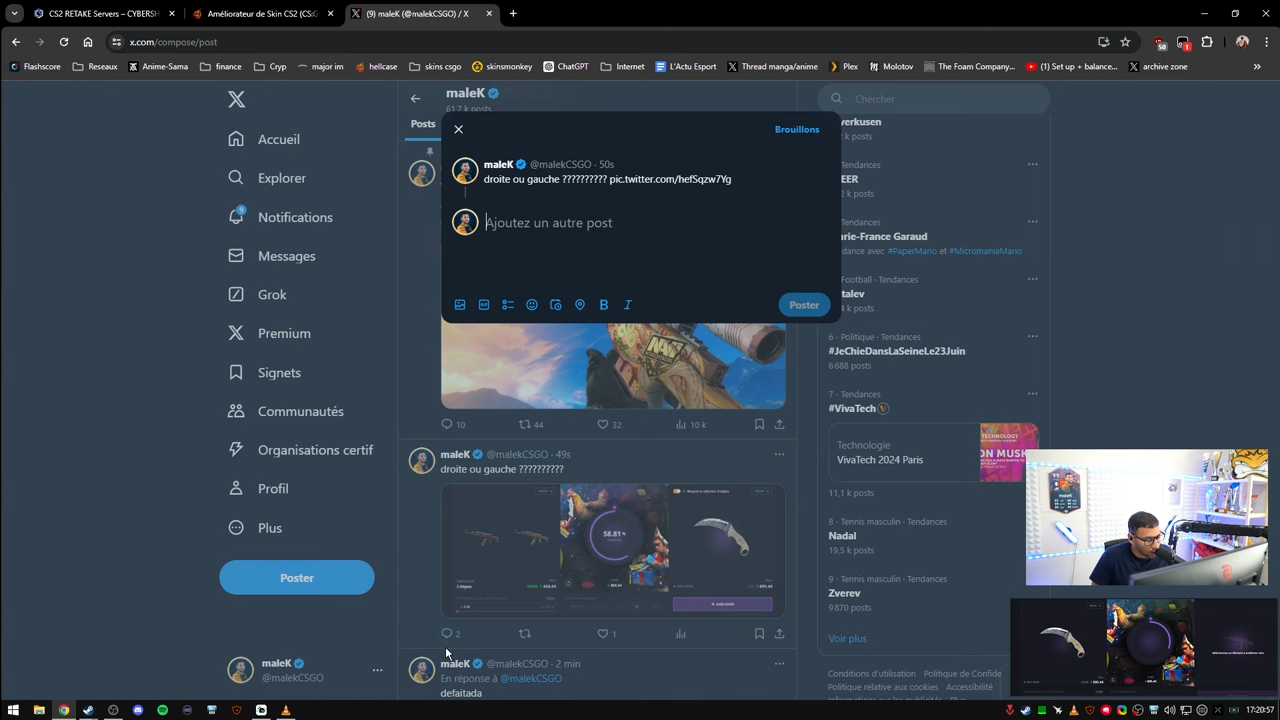 CS2 RETAKE Servers – CYBERSH
Améliorateur de Skin CS2 (CSG
(9) maleK (@malekCSGO) / X
x.com/compose/post
Flashscore
Reseaux
Anime-Sama
finance
Cryp
major im
hellcase
skins csgo
skinsmonkey
ChatGPT
Internet
L'Actu Esport
Thread manga/anime
Plex
Molotov
The Foam Company...
(1) Set up + balance...
archive zone
maleK
61,7 k posts
Posts
Chercher
Accueil
Explorer
Notifications
9
Messages
Grok
Premium
Signets
Communautés
Organisations certif
Profil
Plus
Poster
maleK
@malekCSGO
Brouillons
maleK @malekCSGO · 50s
droite ou gauche ?????????? pic.twitter.com/hefSqzw7Yg
Ajoutez un autre post
Poster
10
44
32
10 k
maleK @malekCSGO · 49s
droite ou gauche ??????????
58.81 %
2
1
maleK @malekCSGO · 2 min
En réponse à @malekCSGO
defaitada
verkusen
Tendances
EER
Tendances
rie-France Garaud
dance avec #PaperMario et #MicromaniaMario
Football · Tendances
talev
6 · Politique · Tendances
#JeChieDansLaSeineLe23Juin
6 688 posts
7 · Tendances
#VivaTech
Technologie
VivaTech 2024 Paris
11,1 k posts
8 · Tennis masculin · Tendances
Nadal
19,5 k posts
9 · Tennis masculin · Tendances
Zverev
9 870 posts
Voir plus
Conditions d'utilisation
Politique de Confide
Politique relative aux cookies
Accessibilité
maleK
17:20:57